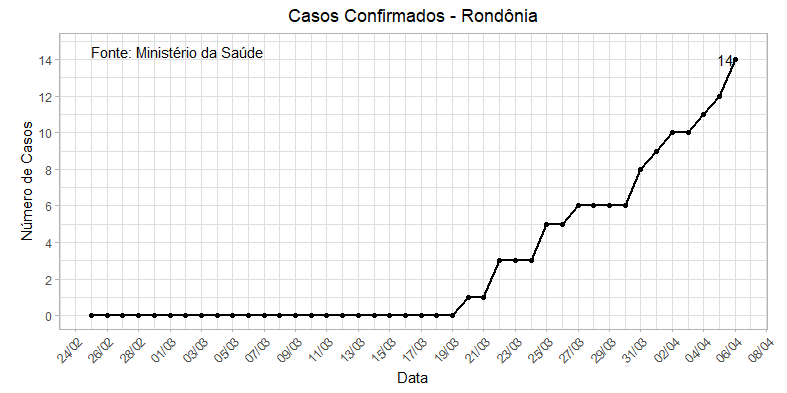 Casos Confirmados - Rondônia
Fonte: Ministério da Saúde
14
14
12
10
8
6
4
2
0
Número de Casos
24/02 26/02 28/02 01/03 03/03 05/03 07/03 09/03 11/03 13/03 15/03 17/03 19/03 21/03 23/03 25/03 27/03 29/03 31/03 02/04 04/04 06/04 08/04
Data